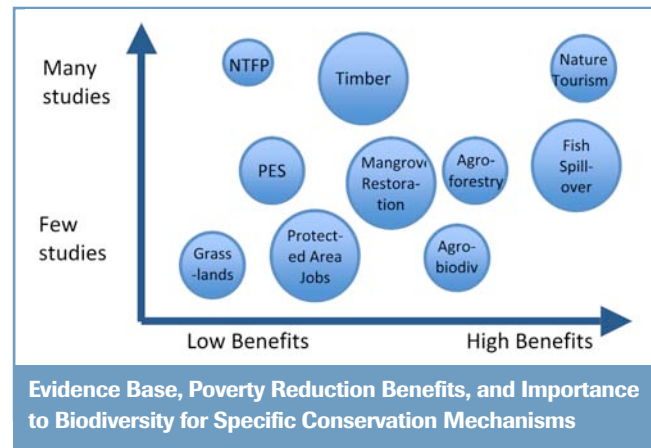 Many
studies
NTFP
Timber
Nature
Tourism
PES
Mangrov
Restora-
tion
Agro-
forestry
Fish
Spill-
over
Few
studies
Grass
-lands
Protect-
ed Area
Jobs
Agro-
biodiv
Low Benefits
High Benefits
Evidence Base, Poverty Reduction Benefits, and Importance
to Biodiversity for Specific Conservation Mechanisms